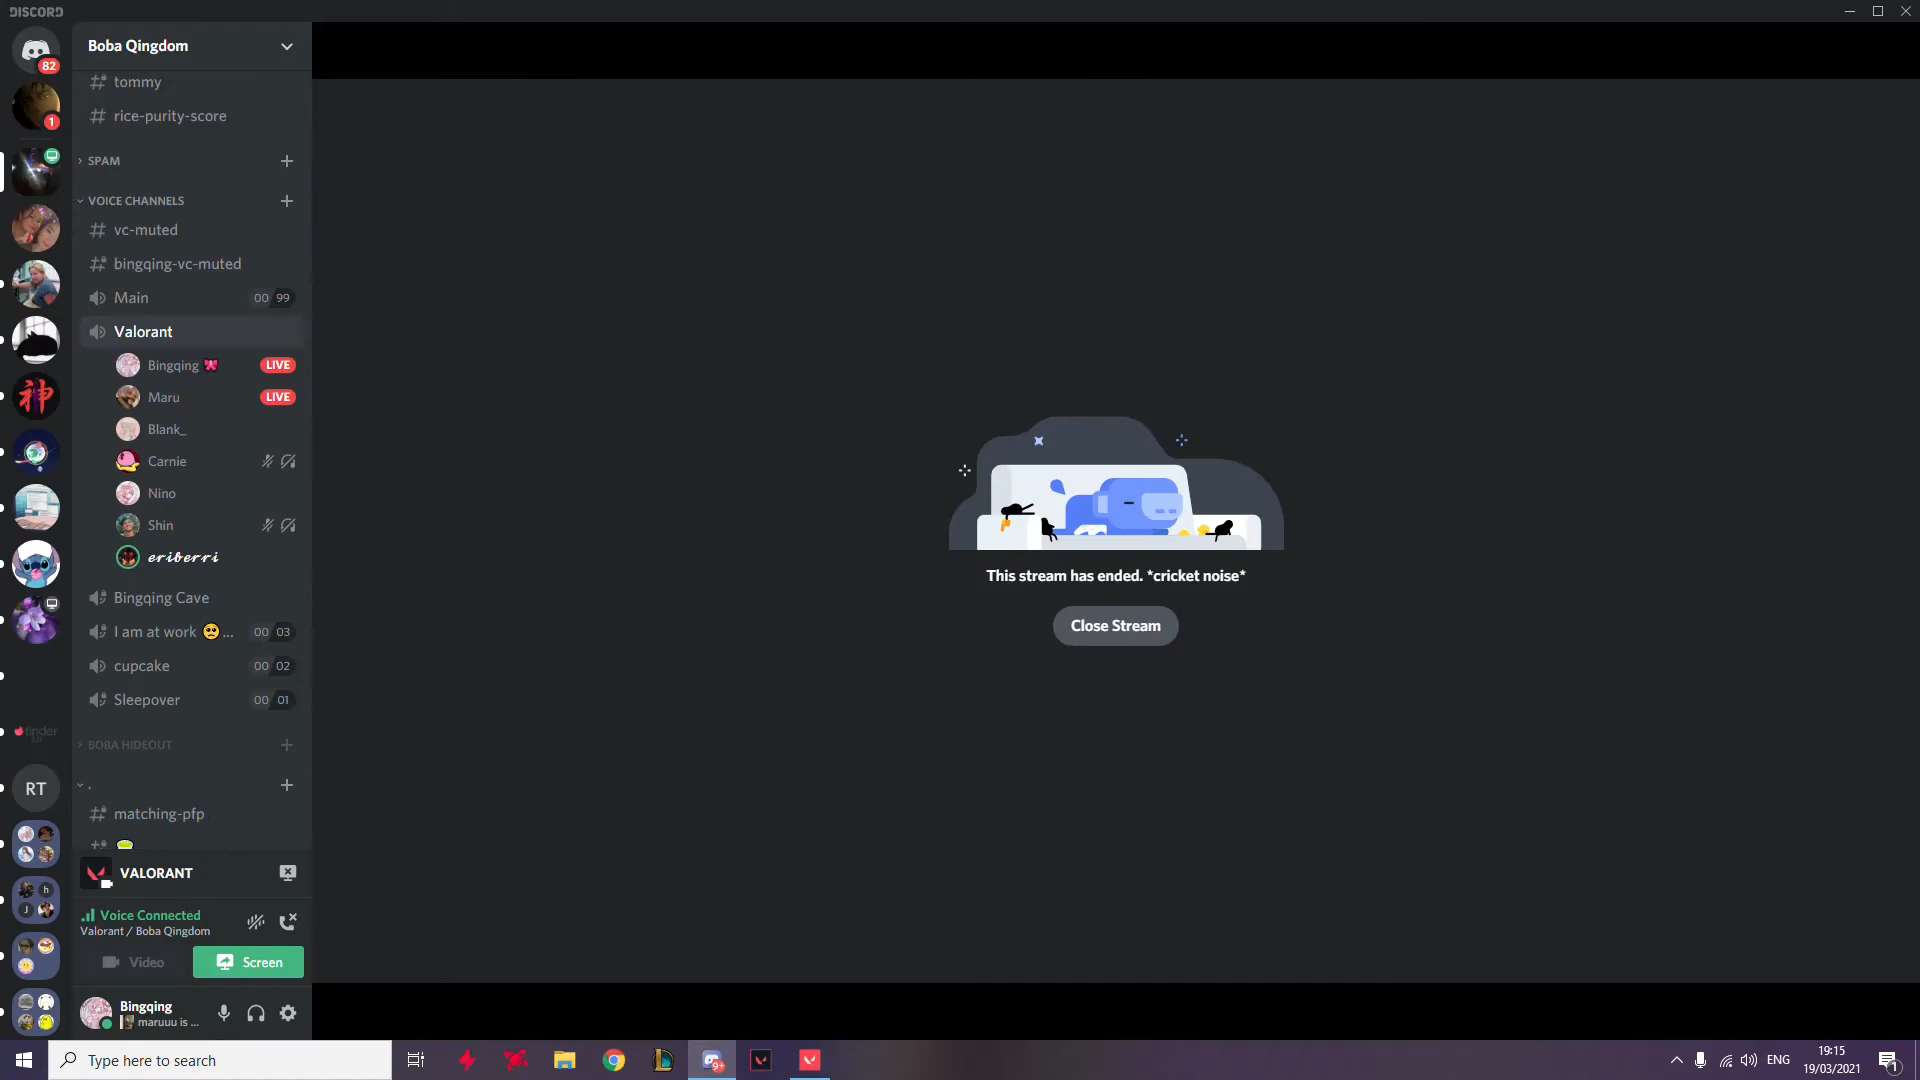 DISCORD
82
1
Boba Qingdom
tommy
rice-purity-score
SPAM
VOICE CHANNELS
vc-muted
bingqing-vc-muted
Main 00 99
Valorant
Bingqing 🎀 LIVE
Maru LIVE
Blank_
Carnie
Nino
Shin
eriberri
Bingqing Cave
I am at work 🥺... 00 03
cupcake 00 02
Sleepover 00 01
BOBA HIDEOUT
.
matching-pfp
🍵
神
tinder
RT
h
J
VALORANT
Voice Connected
Valorant / Boba Qingdom
Video
Screen
Bingqing
maruuu is ...
This stream has ended. *cricket noise*
Close Stream
Type here to search
9+
ENG
19:15
19/03/2021
1